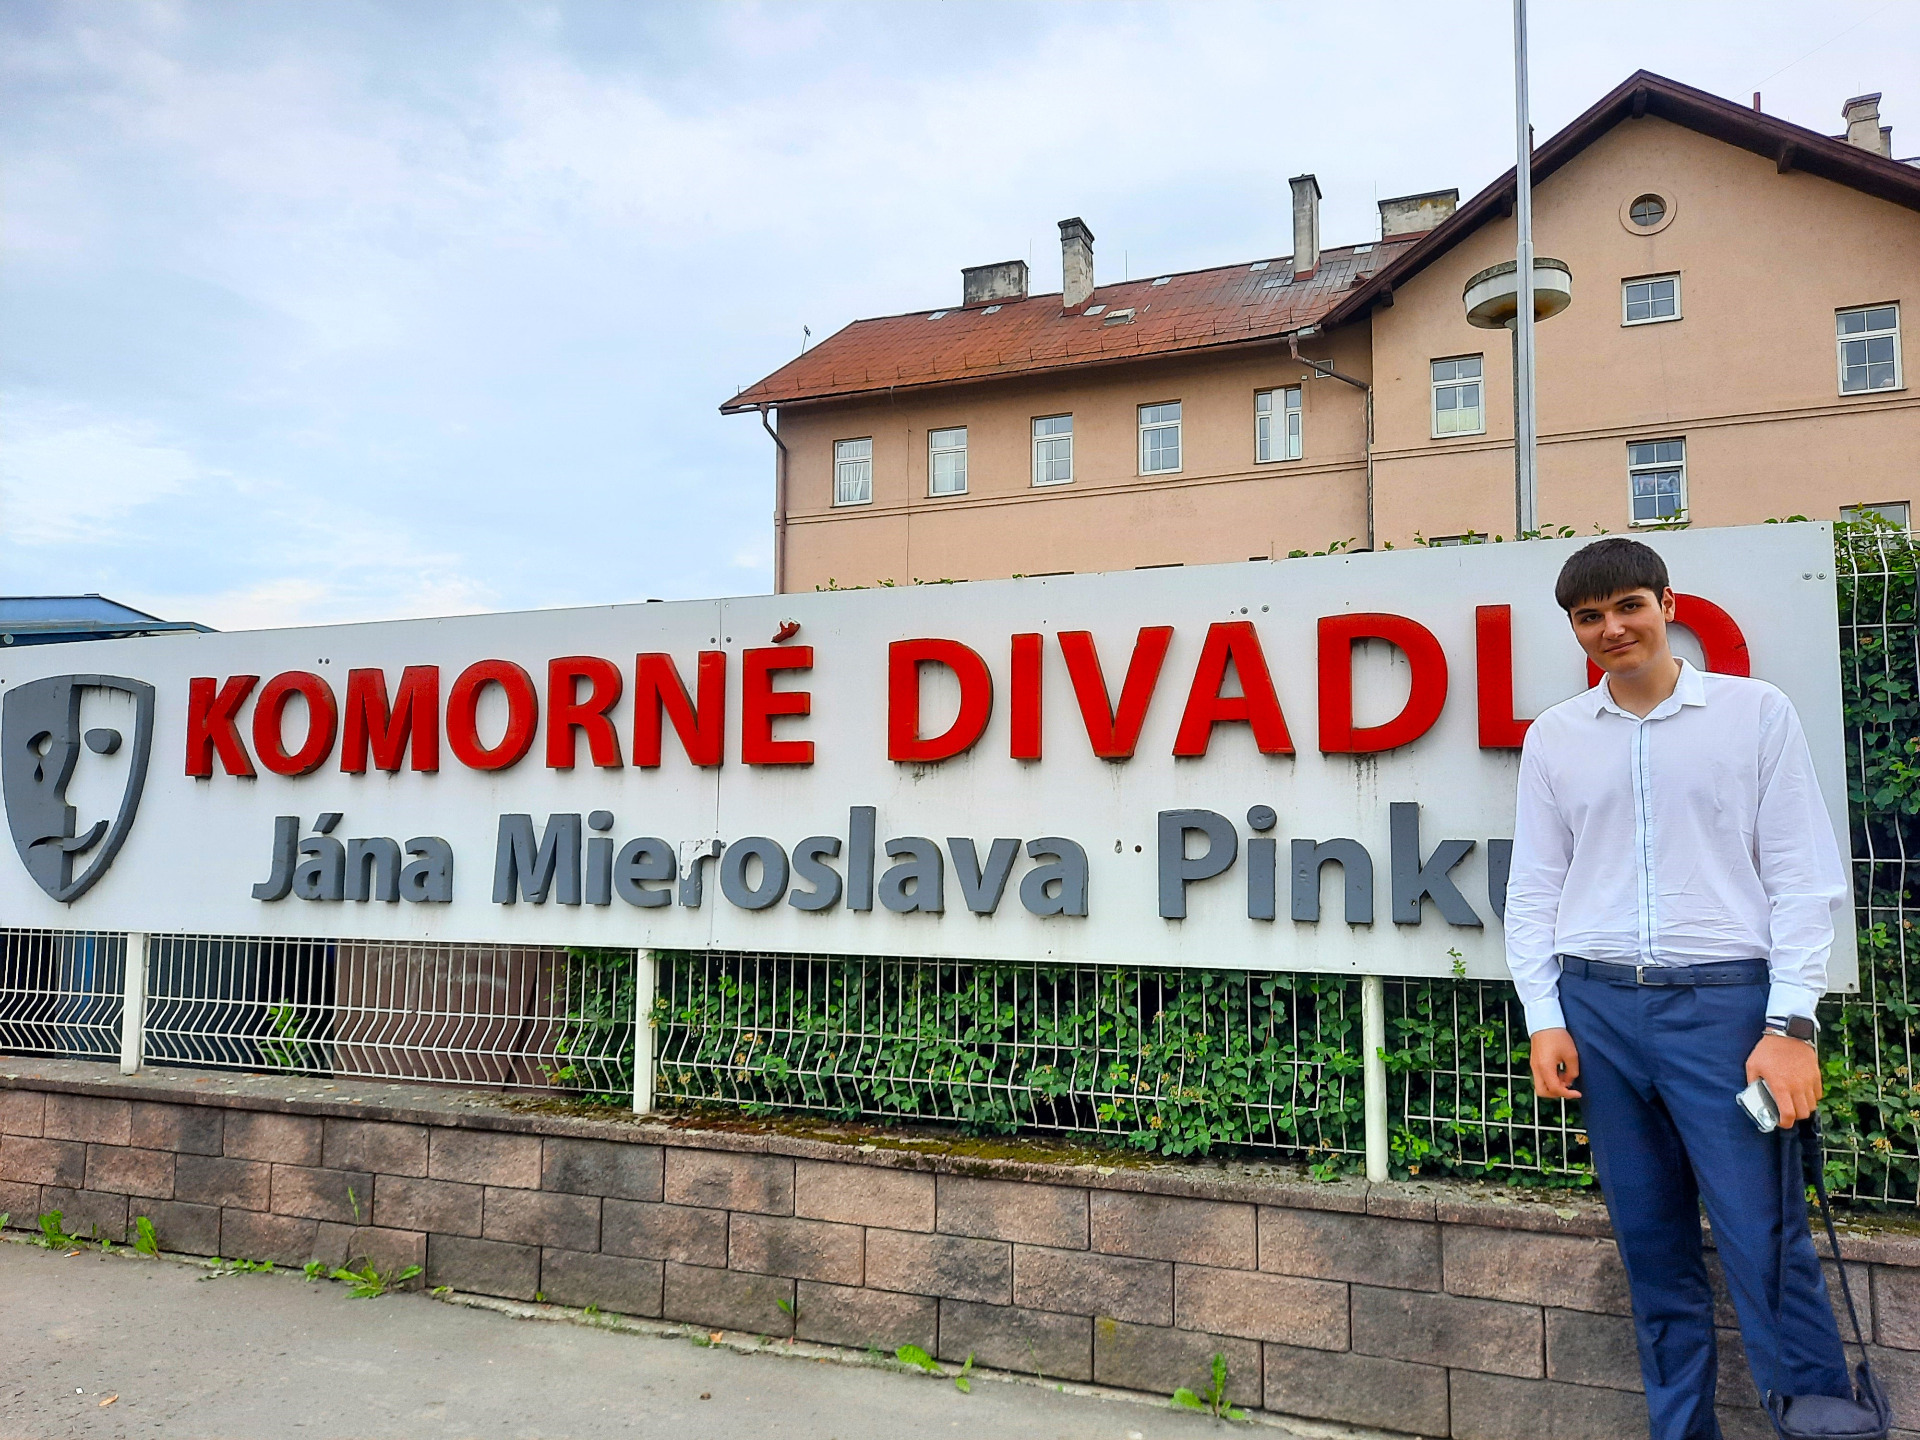 KOMORNÉ DIVADLO
Jána Mieroslava